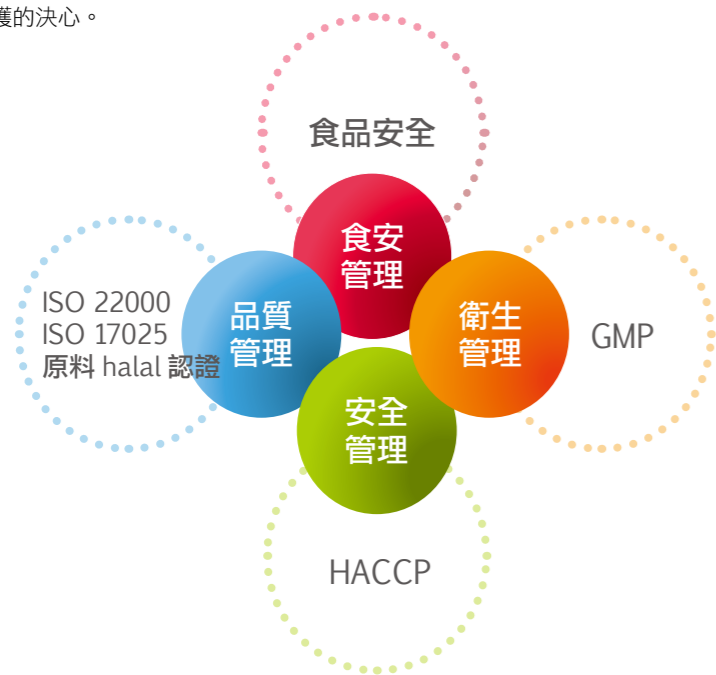 護的決心。
食品安全
食安
管理
ISO 22000
ISO 17025
原料 halal 認證
品質
管理
衛生
管理
GMP
安全
管理
HACCP